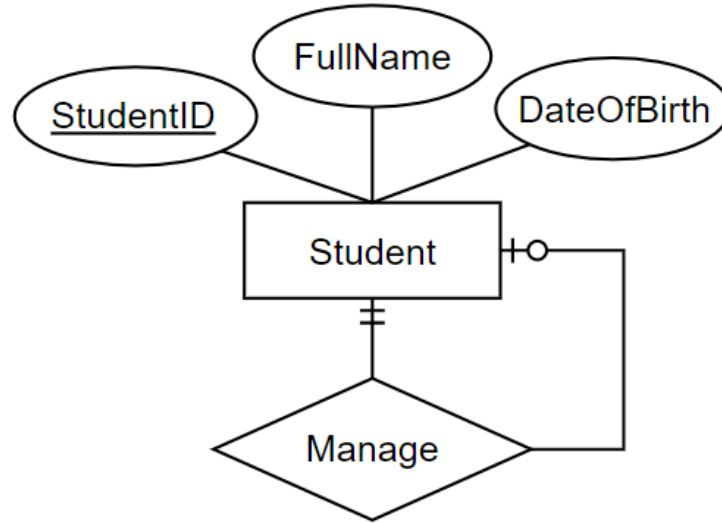 FullName
StudentID
DateOfBirth
Student
Manage